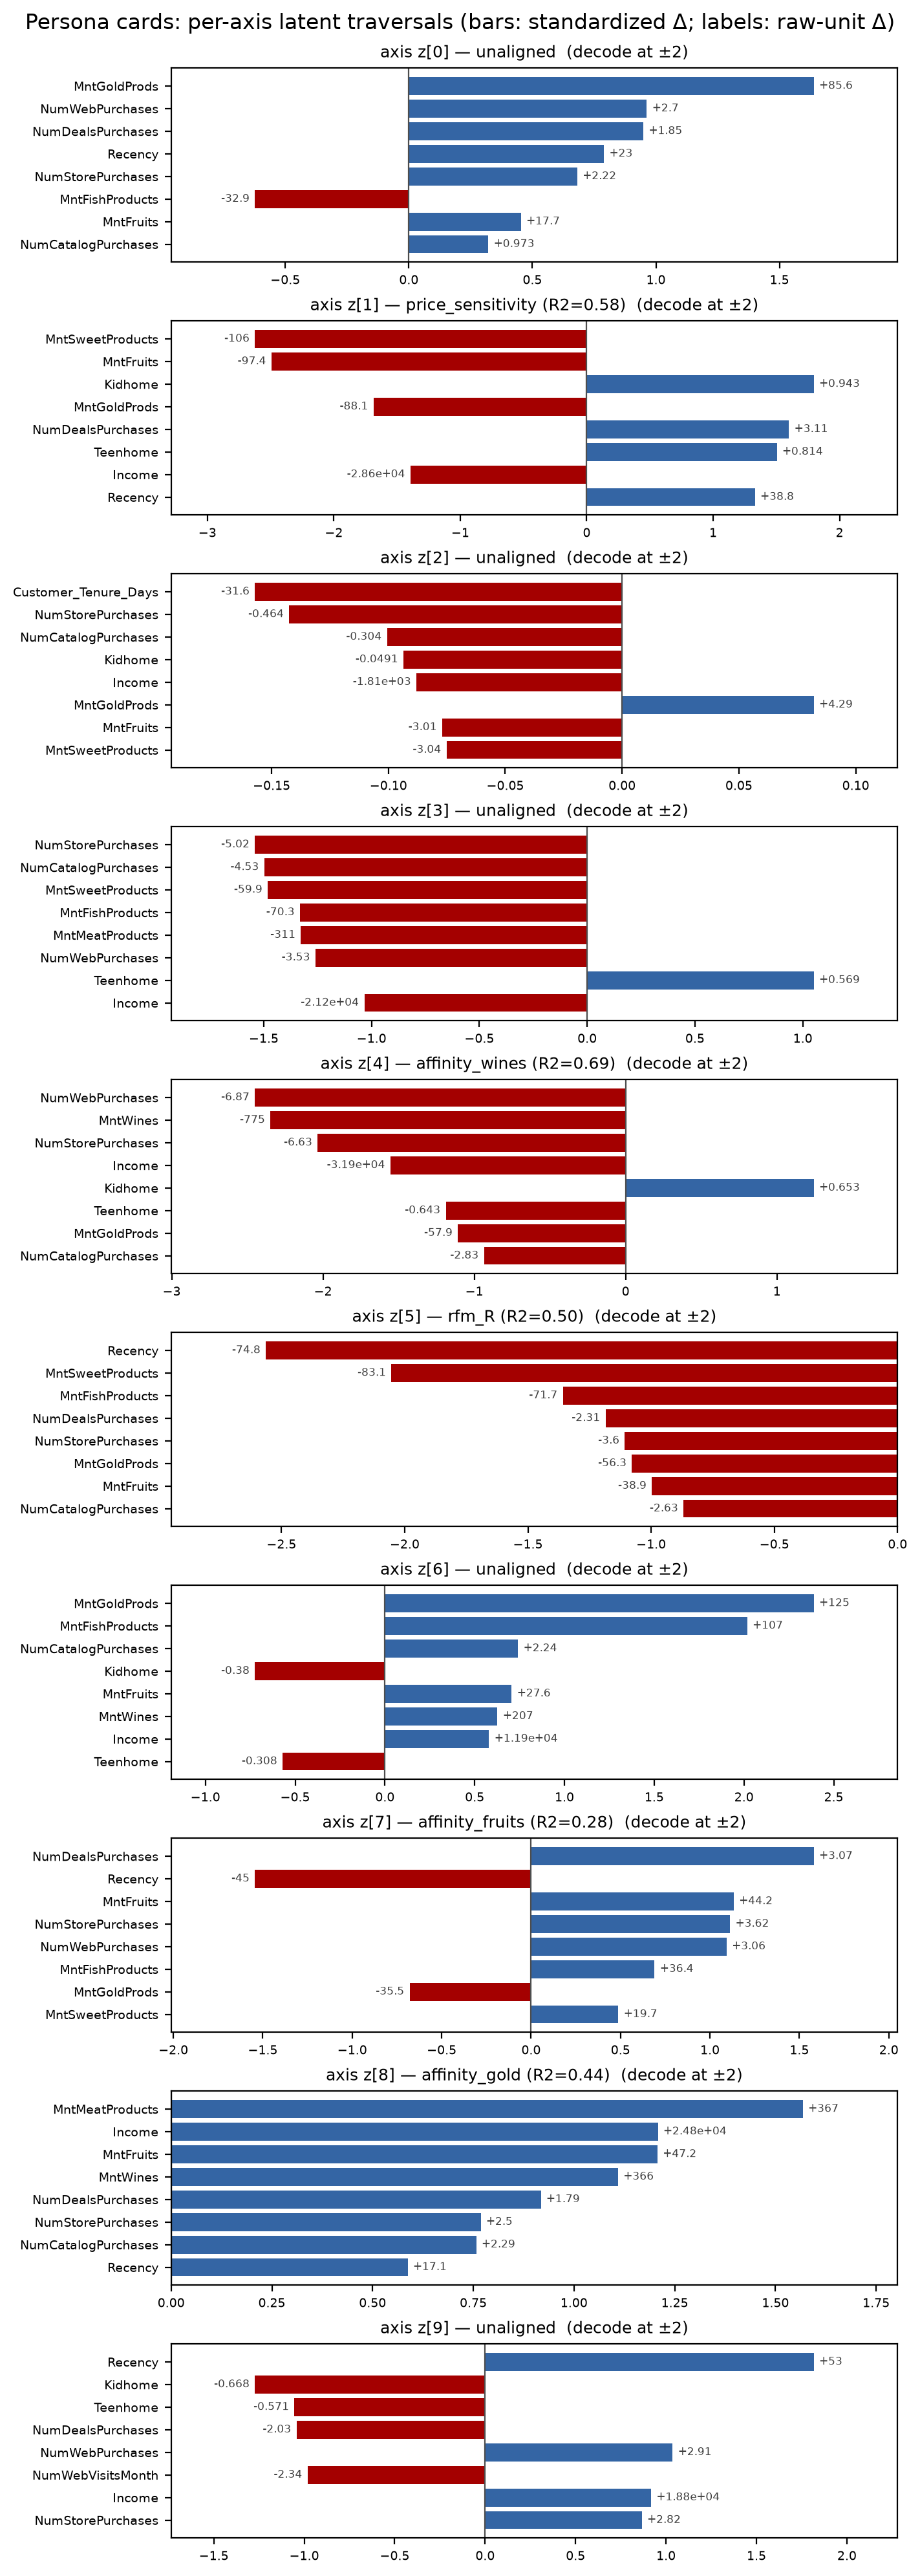 Persona cards: per-axis latent traversals (bars: standardized Δ; labels: raw-unit Δ)
axis z[0] — unaligned (decode at ±2)
MntGoldProds +85.6
NumWebPurchases +2.7
NumDealsPurchases +1.85
Recency +23
NumStorePurchases +2.22
MntFishProducts -32.9
MntFruits +17.7
NumCatalogPurchases +0.973
−0.5 0.0 0.5 1.0 1.5
axis z[1] — price_sensitivity (R2=0.58) (decode at ±2)
MntSweetProducts -106
MntFruits -97.4
Kidhome +0.943
MntGoldProds -88.1
NumDealsPurchases +3.11
Teenhome +0.814
Income -2.86e+04
Recency +38.8
−3 −2 −1 0 1 2
axis z[2] — unaligned (decode at ±2)
Customer_Tenure_Days -31.6
NumStorePurchases -0.464
NumCatalogPurchases -0.304
Kidhome -0.0491
Income -1.81e+03
MntGoldProds +4.29
MntFruits -3.01
MntSweetProducts -3.04
−0.15 −0.10 −0.05 0.00 0.05 0.10
axis z[3] — unaligned (decode at ±2)
NumStorePurchases -5.02
NumCatalogPurchases -4.53
MntSweetProducts -59.9
MntFishProducts -70.3
MntMeatProducts -311
NumWebPurchases -3.53
Teenhome +0.569
Income -2.12e+04
−1.5 −1.0 −0.5 0.0 0.5 1.0
axis z[4] — affinity_wines (R2=0.69) (decode at ±2)
NumWebPurchases -6.87
MntWines -775
NumStorePurchases -6.63
Income -3.19e+04
Kidhome +0.653
Teenhome -0.643
MntGoldProds -57.9
NumCatalogPurchases -2.83
−3 −2 −1 0 1
axis z[5] — rfm_R (R2=0.50) (decode at ±2)
Recency -74.8
MntSweetProducts -83.1
MntFishProducts -71.7
NumDealsPurchases -2.31
NumStorePurchases -3.6
MntGoldProds -56.3
MntFruits -38.9
NumCatalogPurchases -2.63
−2.5 −2.0 −1.5 −1.0 −0.5 0.0
axis z[6] — unaligned (decode at ±2)
MntGoldProds +125
MntFishProducts +107
NumCatalogPurchases +2.24
Kidhome -0.38
MntFruits +27.6
MntWines +207
Income +1.19e+04
Teenhome -0.308
−1.0 −0.5 0.0 0.5 1.0 1.5 2.0 2.5
axis z[7] — affinity_fruits (R2=0.28) (decode at ±2)
NumDealsPurchases +3.07
Recency -45
MntFruits +44.2
NumStorePurchases +3.62
NumWebPurchases +3.06
MntFishProducts +36.4
MntGoldProds -35.5
MntSweetProducts +19.7
−2.0 −1.5 −1.0 −0.5 0.0 0.5 1.0 1.5 2.0
axis z[8] — affinity_gold (R2=0.44) (decode at ±2)
MntMeatProducts +367
Income +2.48e+04
MntFruits +47.2
MntWines +366
NumDealsPurchases +1.79
NumStorePurchases +2.5
NumCatalogPurchases +2.29
Recency +17.1
0.00 0.25 0.50 0.75 1.00 1.25 1.50 1.75
axis z[9] — unaligned (decode at ±2)
Recency +53
Kidhome -0.668
Teenhome -0.571
NumDealsPurchases -2.03
NumWebPurchases +2.91
NumWebVisitsMonth -2.34
Income +1.88e+04
NumStorePurchases +2.82
−1.5 −1.0 −0.5 0.0 0.5 1.0 1.5 2.0